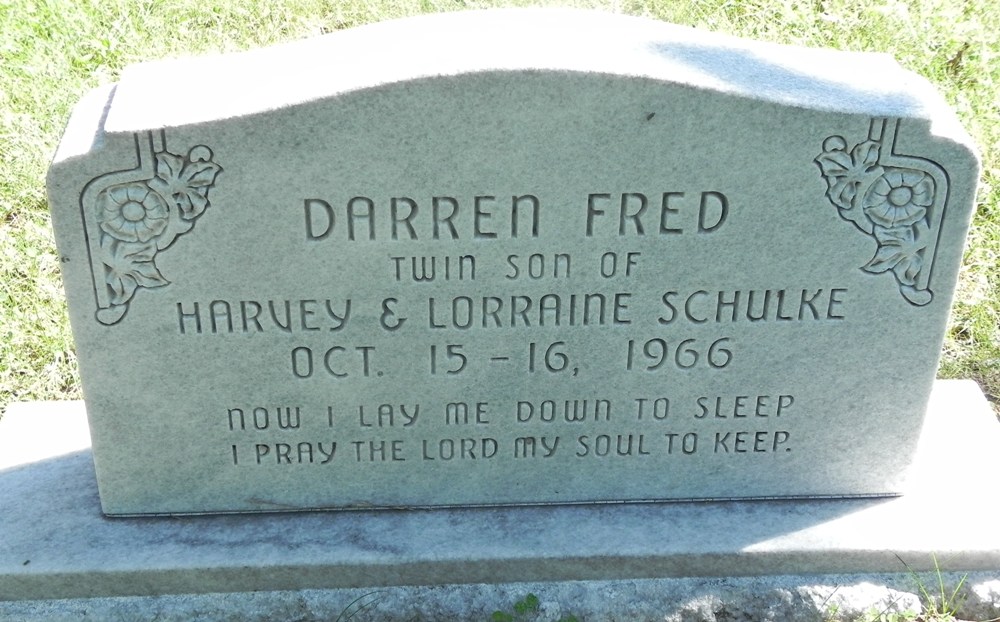 DARREN FRED
TWIN SON OF
HARVEY & LORRAINE SCHULKE
OCT. 15 - 16, 1966
NOW I LAY ME DOWN TO SLEEP
I PRAY THE LORD MY SOUL TO KEEP.